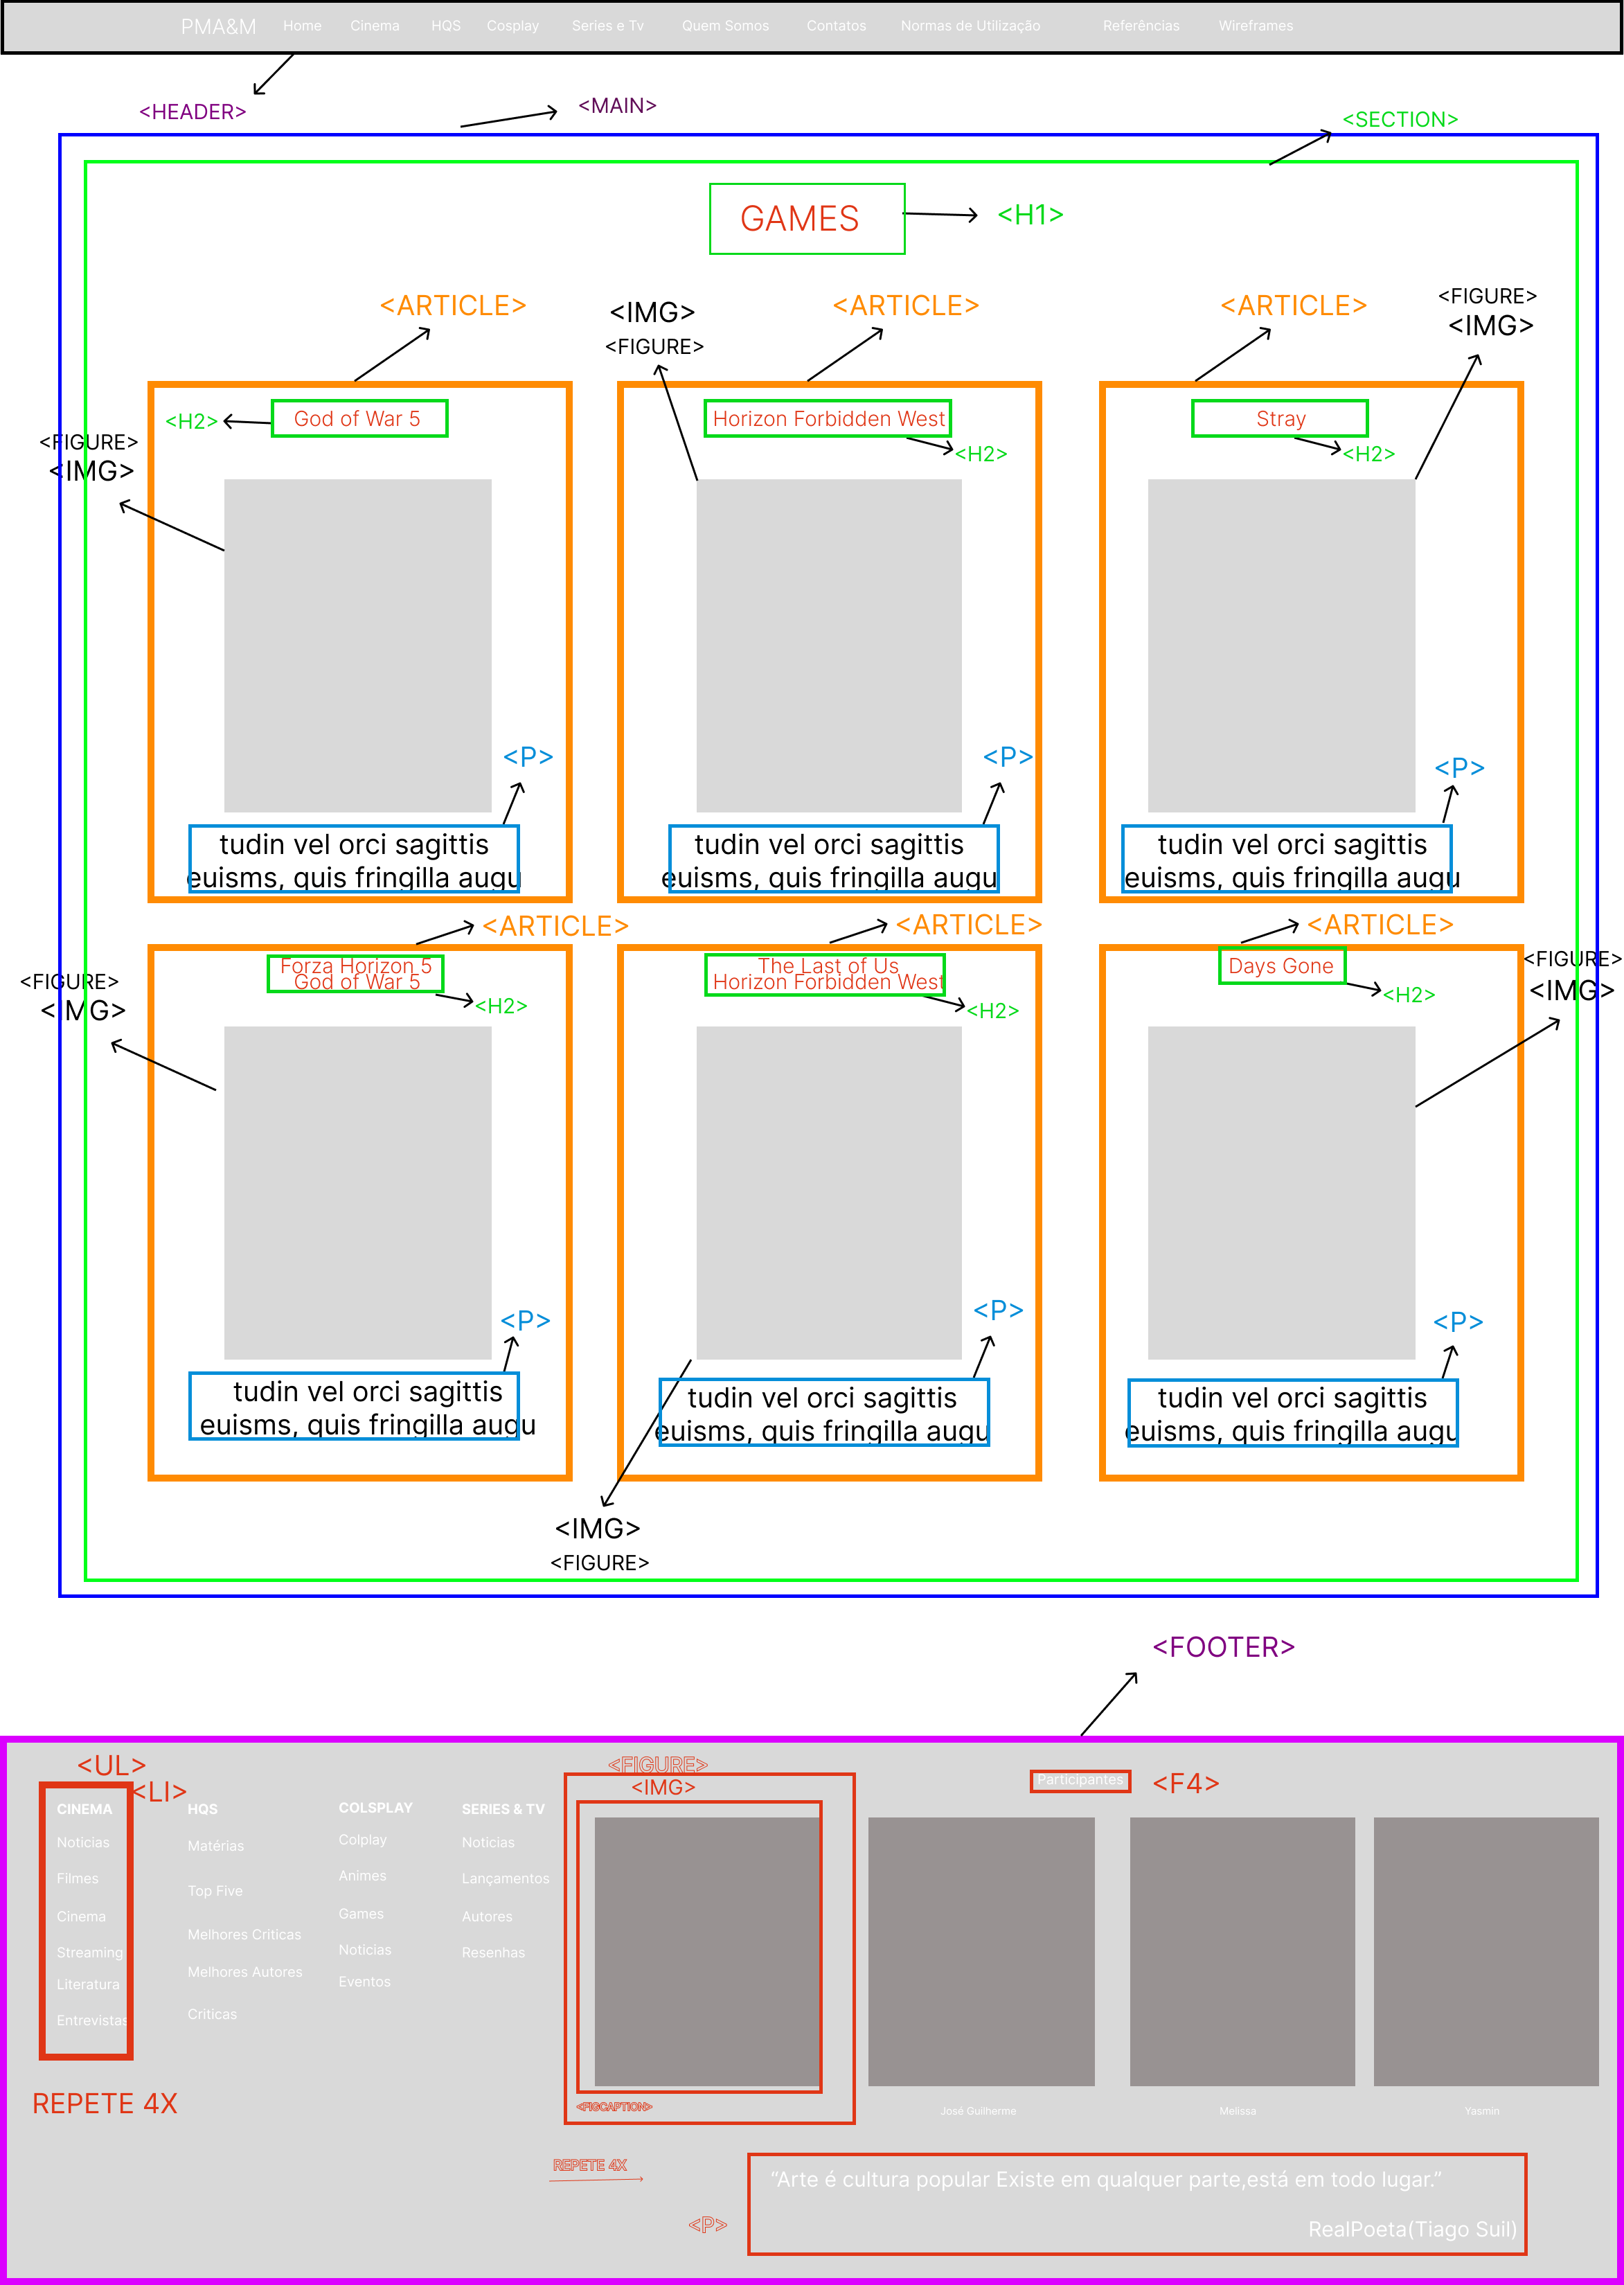 PMA&M Home Cinema HQS Cosplay Series e Tv Quem Somos Contatos Normas de Utilização Referências Wireframes
<HEADER>
<MAIN>
<SECTION>
GAMES
<H1>
<ARTICLE>
<IMG>
<FIGURE>
<ARTICLE>
<ARTICLE>
<FIGURE>
<IMG>
God of War 5
<H2>
<FIGURE>
<IMG>
Horizon Forbidden West
<H2>
Stray
<H2>
<P>
tudin vel orci sagittis
euisms, quis fringilla augu
<P>
tudin vel orci sagittis
euisms, quis fringilla augu
<P>
tudin vel orci sagittis
euisms, quis fringilla augu
<ARTICLE>
<ARTICLE>
<ARTICLE>
Forza Horizon 5
God of War 5
<H2>
<FIGURE>
<IMG>
The Last of Us
Horizon Forbidden West
<H2>
Days Gone
<H2>
<FIGURE>
<IMG>
<P>
tudin vel orci sagittis
euisms, quis fringilla augu
<P>
tudin vel orci sagittis
euisms, quis fringilla augu
<P>
tudin vel orci sagittis
euisms, quis fringilla augu
<IMG>
<FIGURE>
<FOOTER>
<UL>
<LI>
CINEMA
Noticias
Filmes
Cinema
Streaming
Literatura
Entrevistas
REPETE 4X
HQS
Matérias
Top Five
Melhores Criticas
Melhores Autores
Criticas
COLSPLAY
Colplay
Animes
Games
Noticias
Eventos
SERIES & TV
Noticias
Lançamentos
Autores
Resenhas
<FIGURE>
<IMG>
<FIGCAPTION>
Participantes
<F4>
José Guilherme
Melissa
Yasmin
REPETE 4X
<P>
“Arte é cultura popular Existe em qualquer parte,está em todo lugar.”
RealPoeta(Tiago Suil)